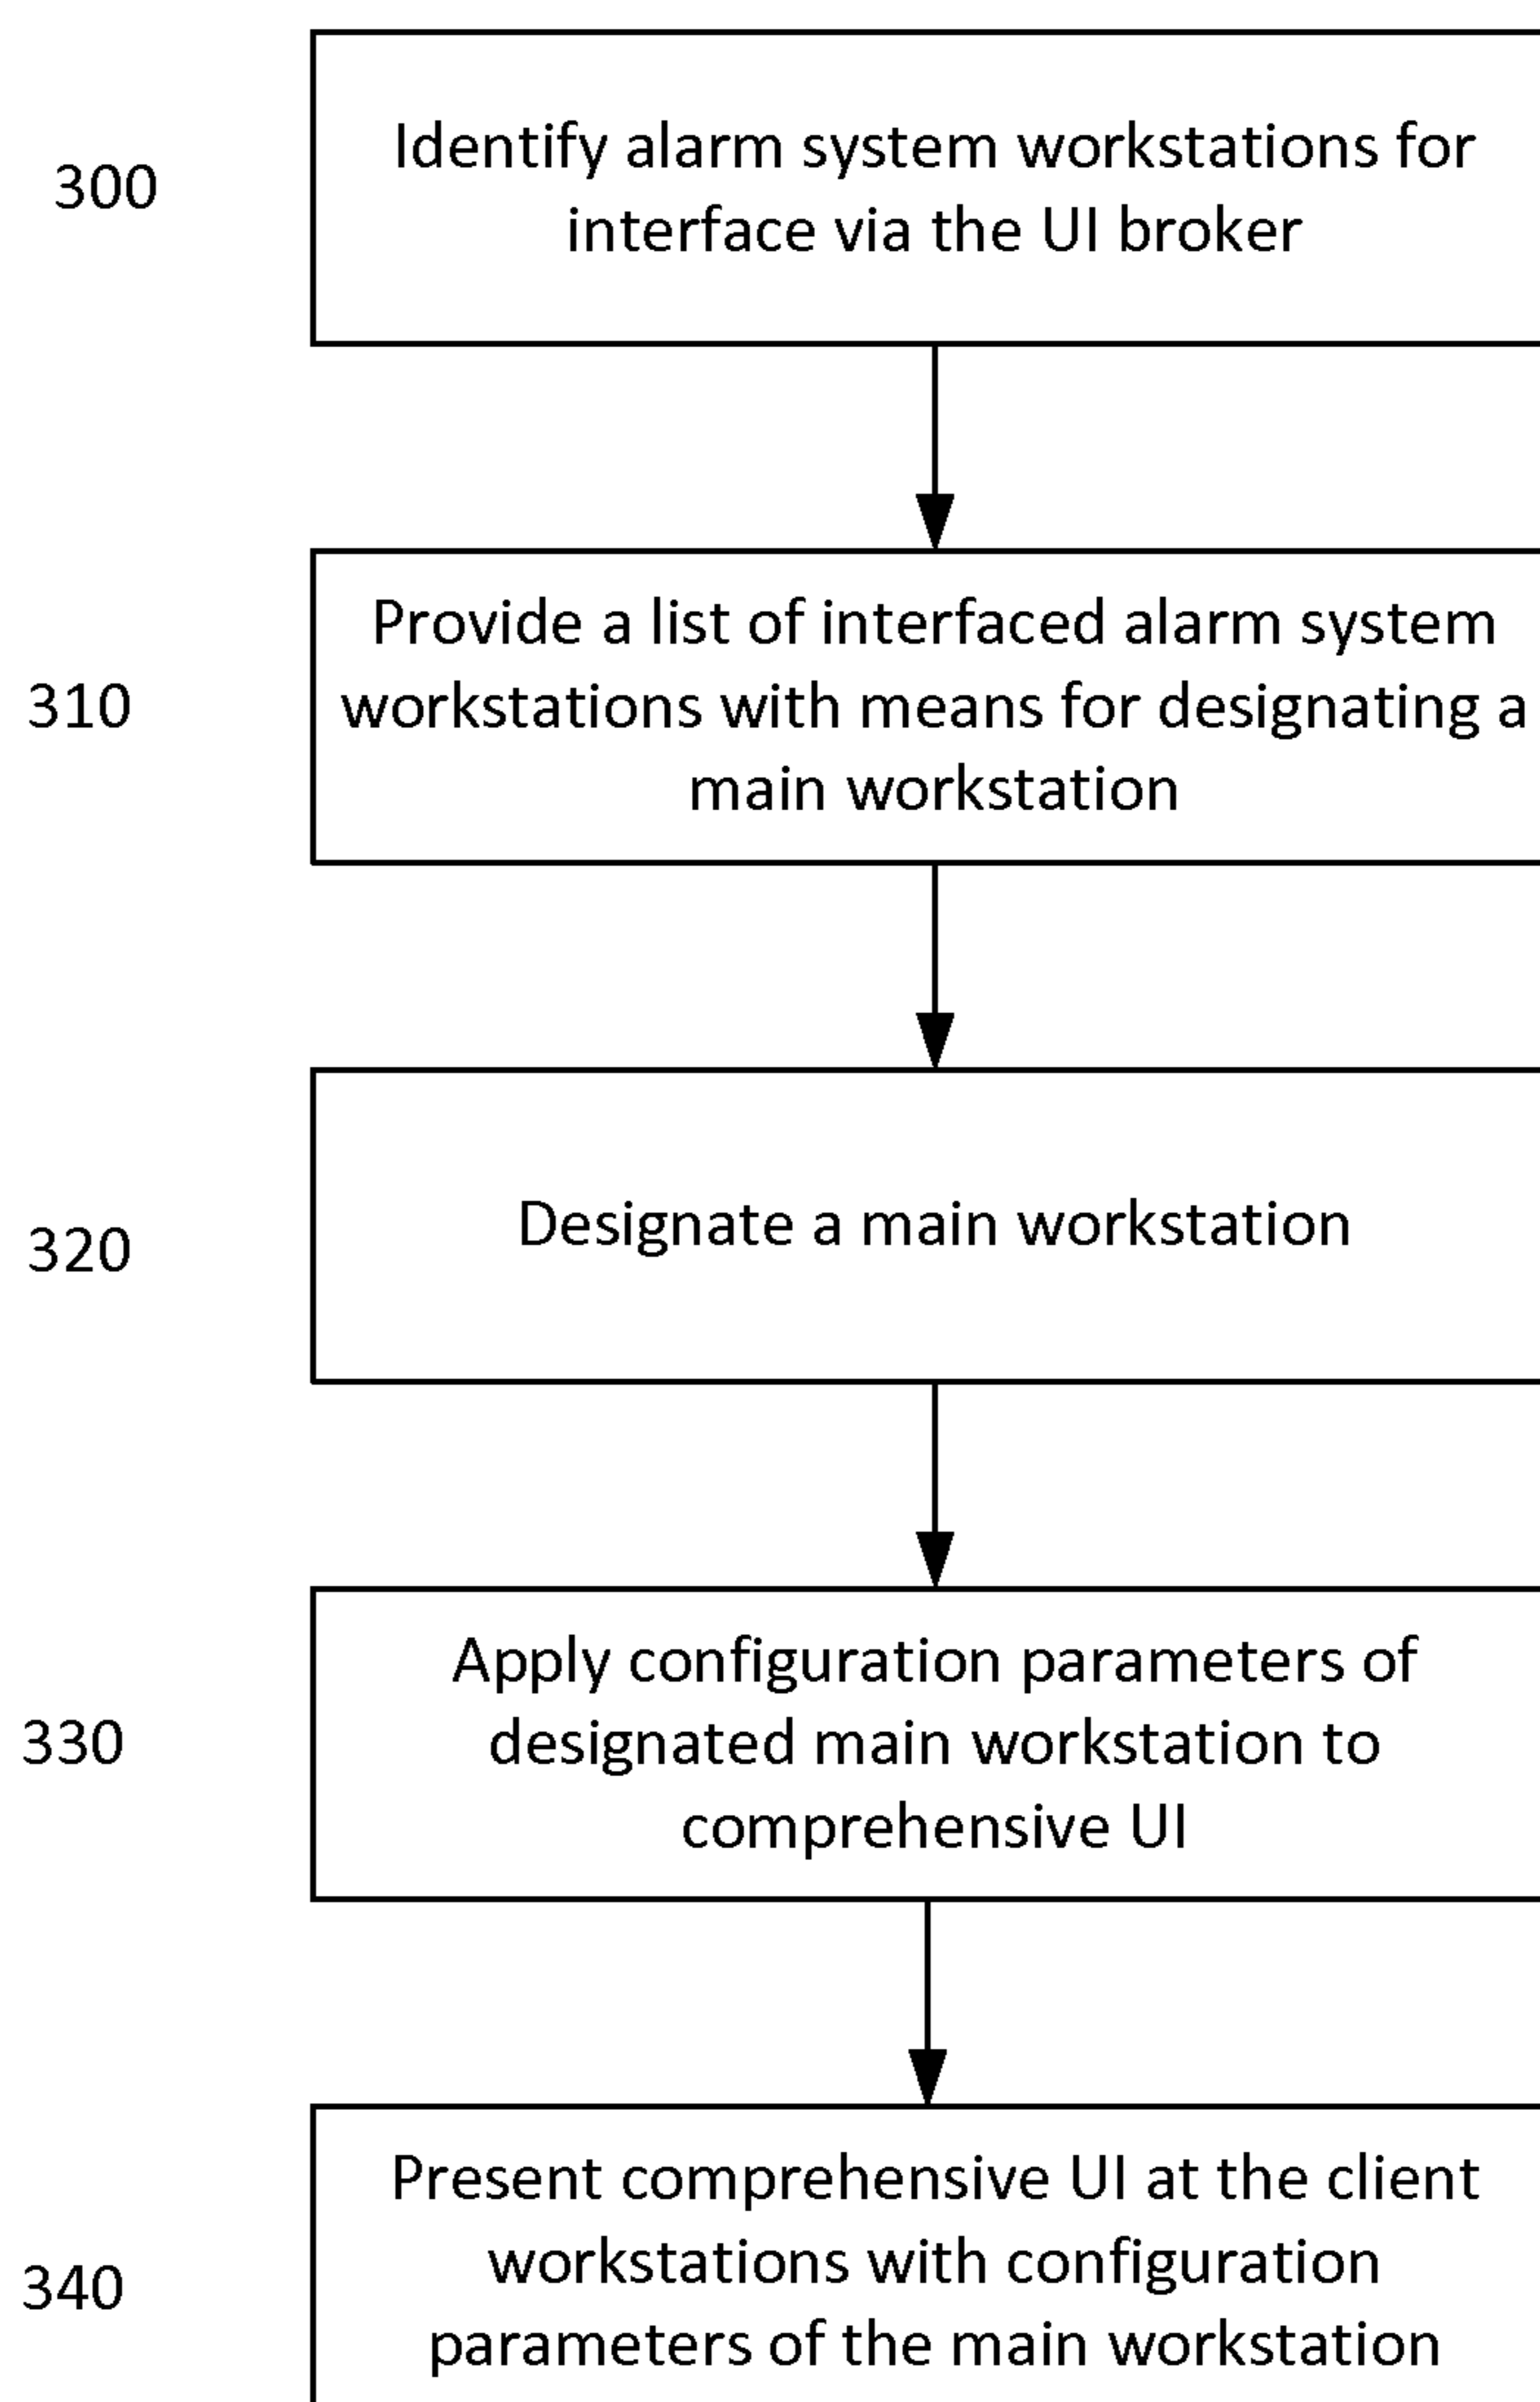 300
Identify alarm system workstations for
interface via the UI broker
310
Provide a list of interfaced alarm system
workstations with means for designating a
main workstation
320
Designate a main workstation
330
Apply configuration parameters of
designated main workstation to
comprehensive UI
340
Present comprehensive UI at the client
workstations with configuration
parameters of the main workstation